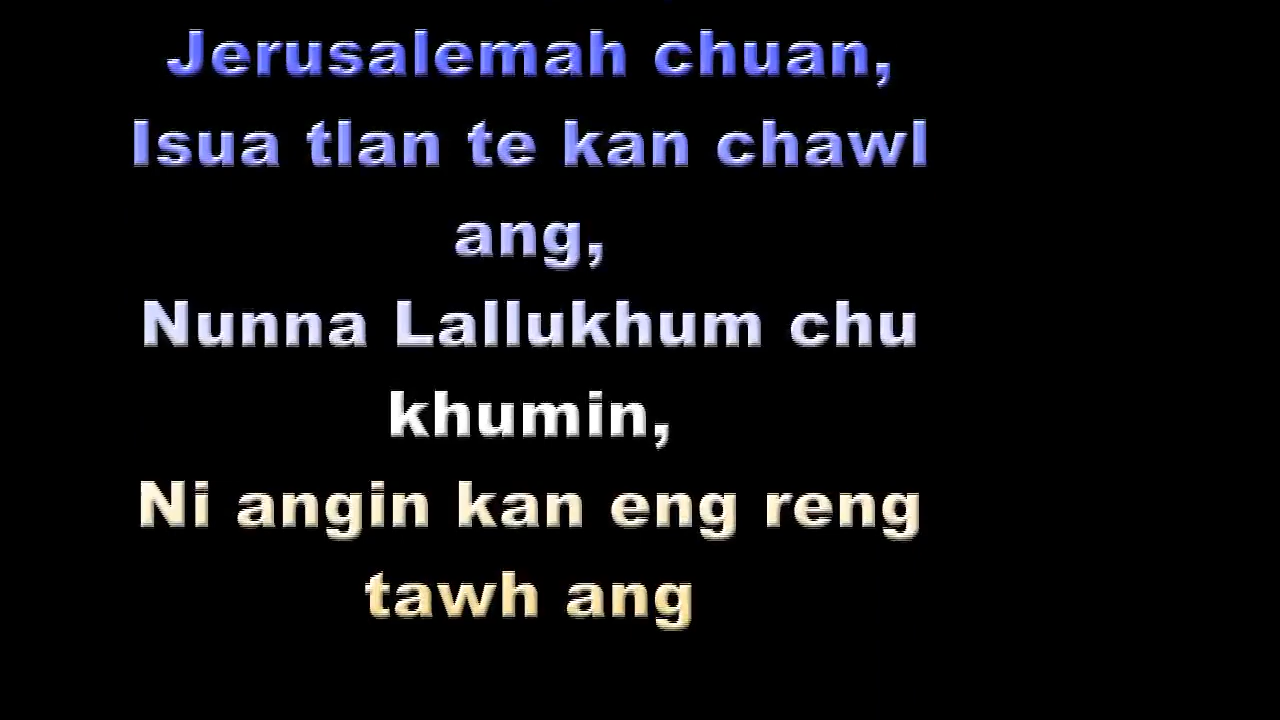 Jerusalemah chuan,
Isua tlan te kan chawl
ang,
Nunna Lallukhum chu
khumin,
Ni angin kan eng reng
tawh ang